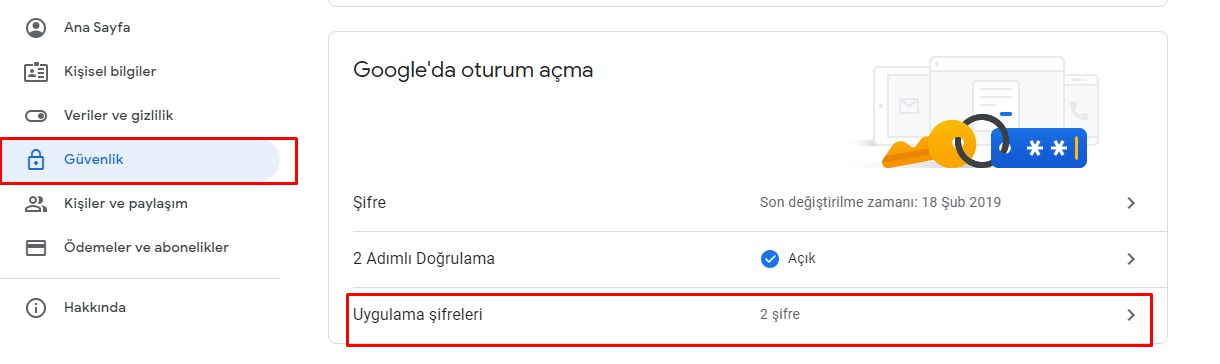 Ana Sayfa
Kişisel bilgiler
Veriler ve gizlilik
Güvenlik
Kişiler ve paylaşım
Ödemeler ve abonelikler
Hakkında
Google'da oturum açma
**
Şifre Son değiştirilme zamanı: 18 Şub 2019
2 Adımlı Doğrulama Açık
Uygulama şifreleri 2 şifre